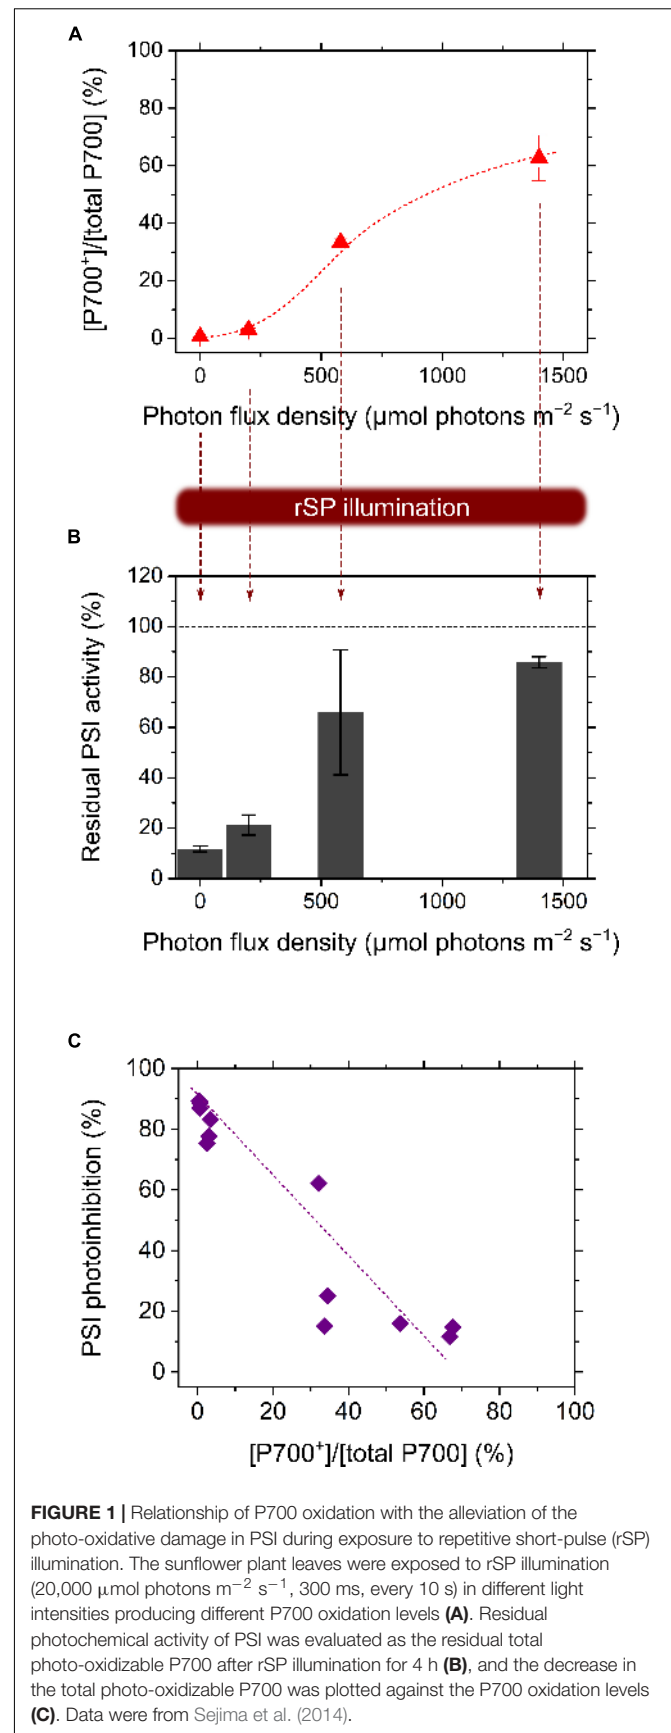 A
100
80
60
40
20
0
[P700⁺]/[total P700] (%)
0 500 1000 1500
Photon flux density (µmol photons m⁻² s⁻¹)
rSP illumination
B
120
100
80
60
40
20
0
Residual PSI activity (%)
0 500 1000 1500
Photon flux density (µmol photons m⁻² s⁻¹)
C
100
80
60
40
20
0
PSI photoinhibition (%)
0 20 40 60 80 100
[P700⁺]/[total P700] (%)
FIGURE 1 | Relationship of P700 oxidation with the alleviation of the
photo-oxidative damage in PSI during exposure to repetitive short-pulse (rSP)
illumination. The sunflower plant leaves were exposed to rSP illumination
(20,000 µmol photons m⁻² s⁻¹, 300 ms, every 10 s) in different light
intensities producing different P700 oxidation levels (A). Residual
photochemical activity of PSI was evaluated as the residual total
photo-oxidizable P700 after rSP illumination for 4 h (B), and the decrease in
the total photo-oxidizable P700 was plotted against the P700 oxidation levels
(C). Data were from Sejima et al. (2014).